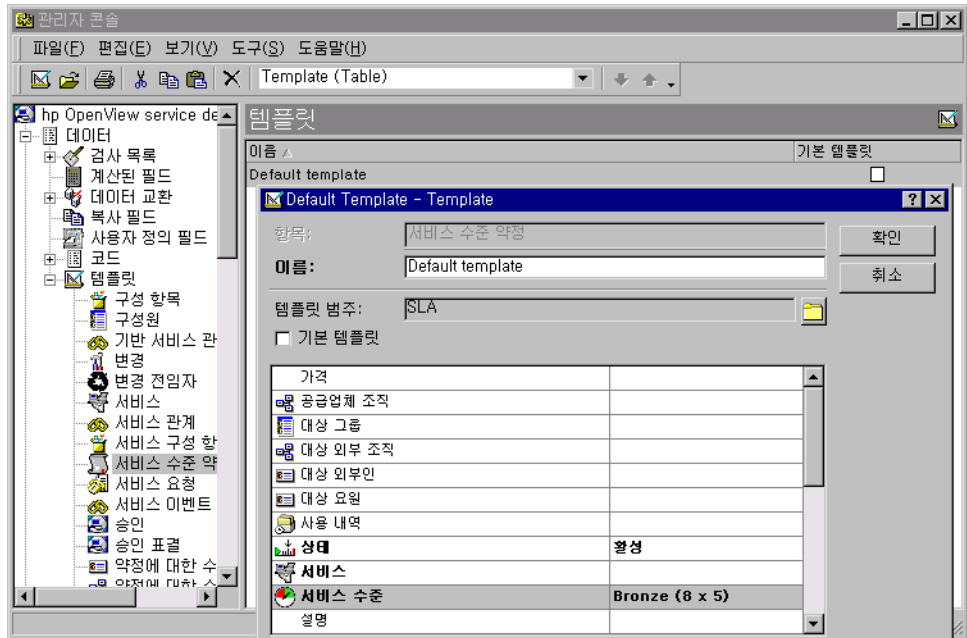 관리자 콘솔
파일(F) 편집(E) 보기(V) 도구(S) 도움말(H)
Template (Table)
hp OpenView service de
데이터
검사 목록
계산된 필드
데이터 교환
복사 필드
사용자 정의 필드
코드
템플릿
구성 항목
구성원
기반 서비스 관
변경
변경 전임자
서비스
서비스 관계
서비스 구성 항
서비스 수준 약
서비스 요청
서비스 이벤트
승인
승인 표결
약정에 대한 수
약정에 대한 수
템플릿
이름 기본 템플릿
Default template
Default Template - Template
항목: 서비스 수준 약정
확인
이름: Default template
취소
템플릿 범주: SLA
기본 템플릿
가격
공급업체 조직
대상 그룹
대상 외부 조직
대상 외부인
대상 요원
사용 내역
상태 활성
서비스
서비스 수준 Bronze (8 x 5)
설명